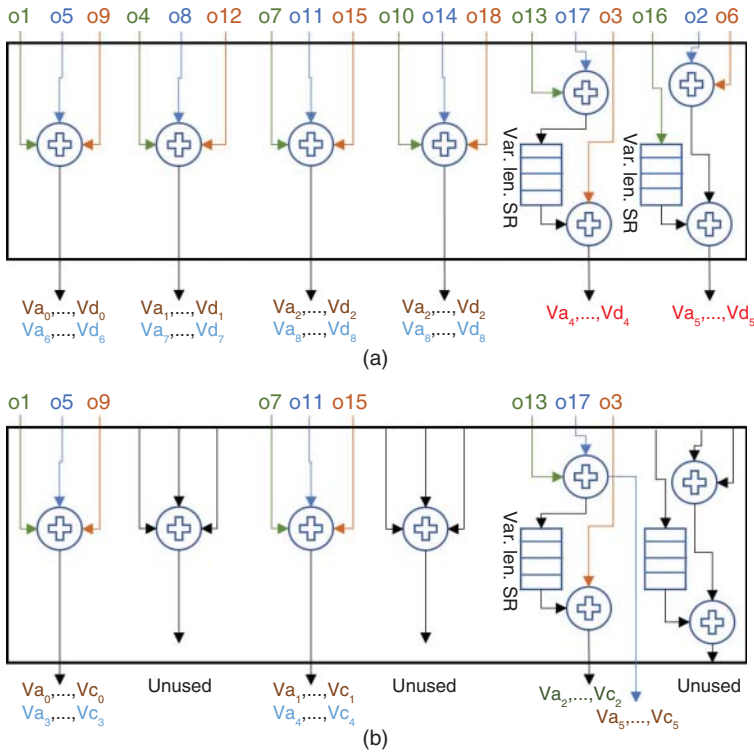 o1 o5 o9 o4 o8 o12 o7 o11 o15 o10 o14 o18 o13 o17 o3 o16 o2 o6
Var. len. SR
Var. len. SR
Va₀,...,Vd₀ Va₁,...,Vd₁ Va₂,...,Vd₂ Va₂,...,Vd₂ Va₄,...,Vd₄ Va₅,...,Vd₅
Va₆,...,Vd₆ Va₇,...,Vd₇ Va₈,...,Vd₈ Va₈,...,Vd₈
(a)
o1 o5 o9 o7 o11 o15 o13 o17 o3
Var. len. SR
Va₀,...,Vc₀ Unused Va₁,...,Vc₁ Unused Va₂,...,Vc₂ Unused
Va₃,...,Vc₃ Va₄,...,Vc₄ Va₅,...,Vc₅
(b)